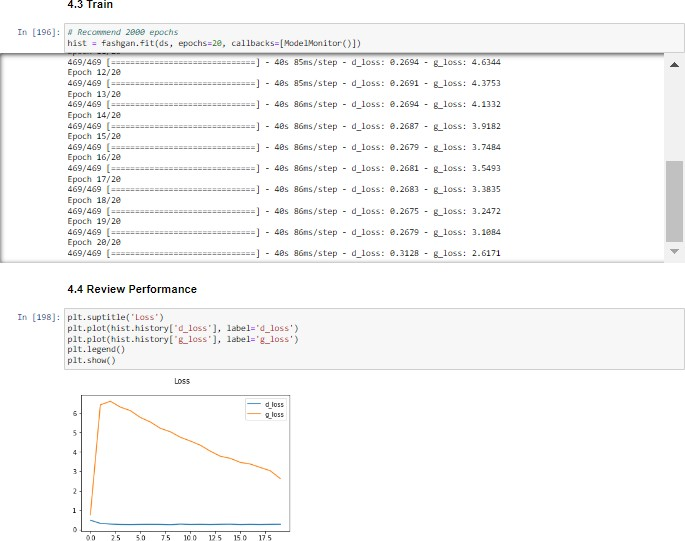 4.3 Train
In [196]: # Recommend 2000 epochs
hist = fashgan.fit(ds, epochs=20, callbacks=[ModelMonitor()])
469/469 [==============================] - 40s 85ms/step - d_loss: 0.2694 - g_loss: 4.6344
Epoch 12/20
469/469 [==============================] - 40s 85ms/step - d_loss: 0.2691 - g_loss: 4.3753
Epoch 13/20
469/469 [==============================] - 40s 86ms/step - d_loss: 0.2694 - g_loss: 4.1332
Epoch 14/20
469/469 [==============================] - 40s 86ms/step - d_loss: 0.2687 - g_loss: 3.9182
Epoch 15/20
469/469 [==============================] - 40s 86ms/step - d_loss: 0.2679 - g_loss: 3.7484
Epoch 16/20
469/469 [==============================] - 40s 86ms/step - d_loss: 0.2681 - g_loss: 3.5493
Epoch 17/20
469/469 [==============================] - 40s 86ms/step - d_loss: 0.2683 - g_loss: 3.3835
Epoch 18/20
469/469 [==============================] - 40s 86ms/step - d_loss: 0.2675 - g_loss: 3.2472
Epoch 19/20
469/469 [==============================] - 40s 86ms/step - d_loss: 0.2679 - g_loss: 3.1084
Epoch 20/20
469/469 [==============================] - 40s 86ms/step - d_loss: 0.3128 - g_loss: 2.6171
4.4 Review Performance
In [198]: plt.suptitle('Loss')
plt.plot(hist.history['d_loss'], label='d_loss')
plt.plot(hist.history['g_loss'], label='g_loss')
plt.legend()
plt.show()
Loss
d_loss
g_loss
6
5
4
3
2
1
0
0.0 2.5 5.0 7.5 10.0 12.5 15.0 17.5